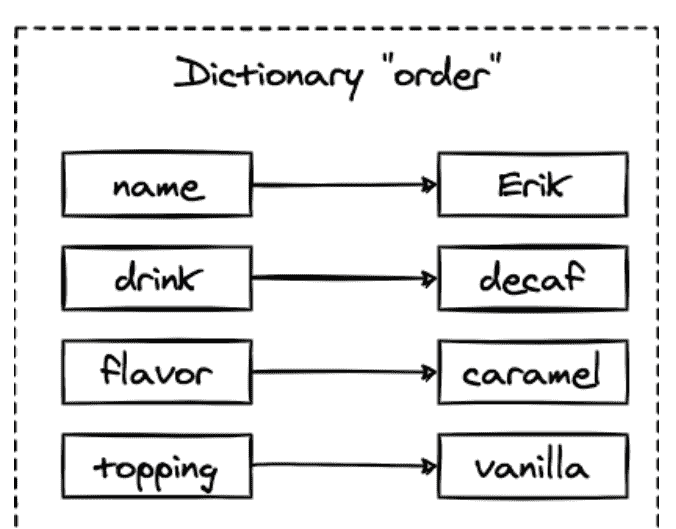 Dictionary "order"
name Erik
drink decaf
flavor caramel
topping vanilla